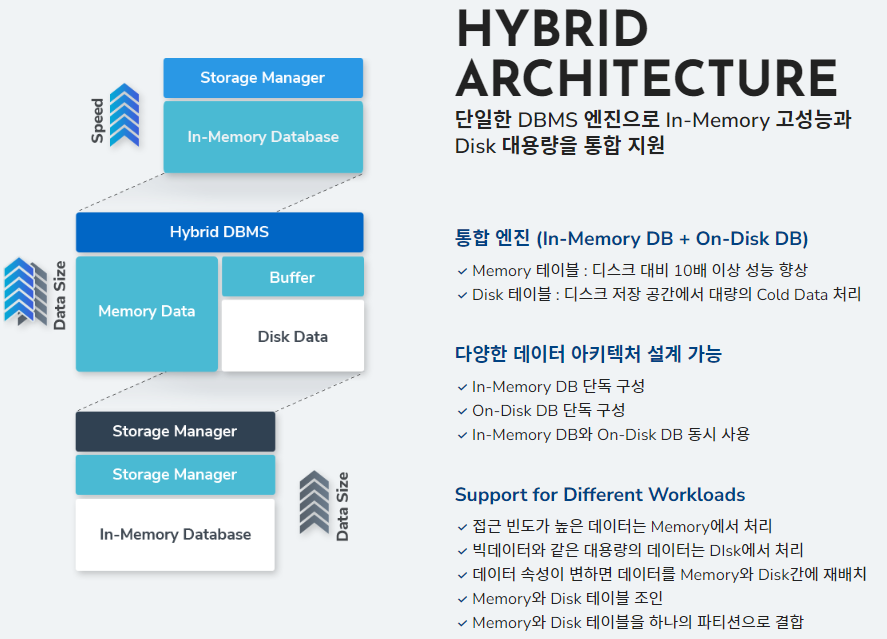 HYBRID
ARCHITECTURE
단일한 DBMS 엔진으로 In-Memory 고성능과
Disk 대용량을 통합 지원
Speed
Storage Manager
In-Memory Database
Data Size
Hybrid DBMS
Memory Data
Buffer
Disk Data
Storage Manager
Storage Manager
In-Memory Database
Data Size
통합 엔진 (In-Memory DB + On-Disk DB)
Memory 테이블 : 디스크 대비 10배 이상 성능 향상
Disk 테이블 : 디스크 저장 공간에서 대량의 Cold Data 처리
다양한 데이터 아키텍처 설계 가능
In-Memory DB 단독 구성
On-Disk DB 단독 구성
In-Memory DB와 On-Disk DB 동시 사용
Support for Different Workloads
접근 빈도가 높은 데이터는 Memory에서 처리
빅데이터와 같은 대용량의 데이터는 DIsk에서 처리
데이터 속성이 변하면 데이터를 Memory와 Disk간에 재배치
Memory와 Disk 테이블 조인
Memory와 Disk 테이블을 하나의 파티션으로 결합